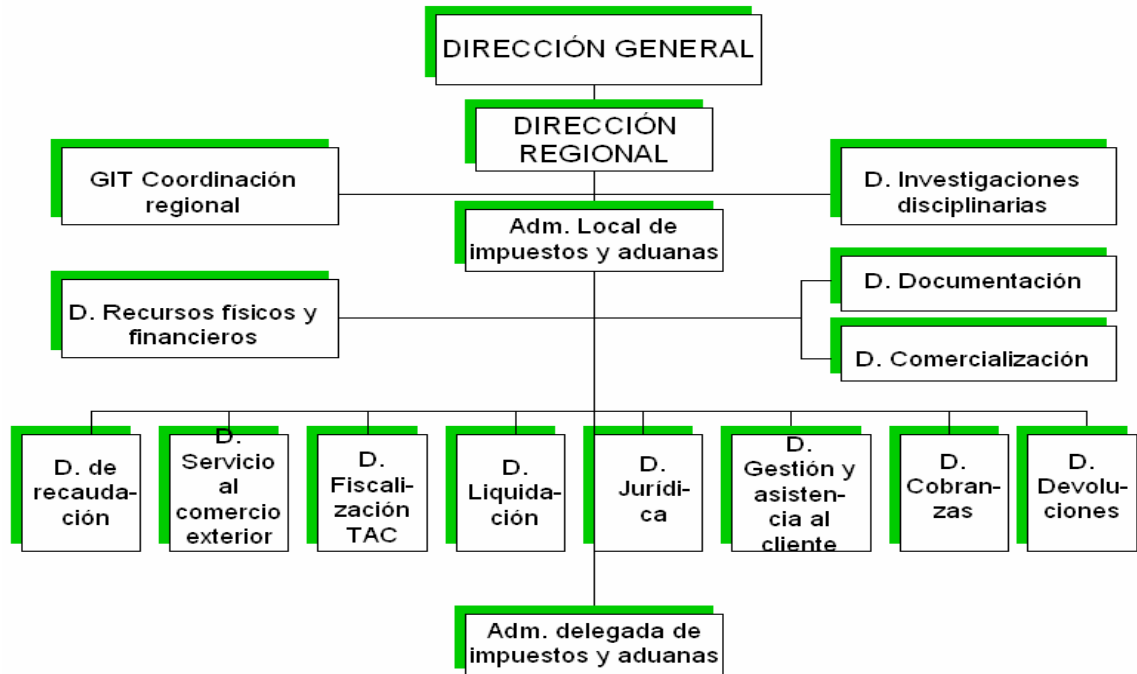 DIRECCIÓN GENERAL
DIRECCIÓN
REGIONAL
GIT Coordinación
regional
D. Investigaciones
disciplinarias
Adm. Local de
impuestos y aduanas
D. Recursos físicos y
financieros
D. Documentación
D. Comercialización
D. de
recauda-
ción
D.
Servicio
al
comercio
exterior
D.
Fiscali-
zación
TAC
D.
Liquida-
ción
D.
Jurídi-
ca
D.
Gestión y
asisten-
cia al
cliente
D.
Cobran-
zas
D.
Devolu-
ciones
Adm. delegada de
impuestos y aduanas